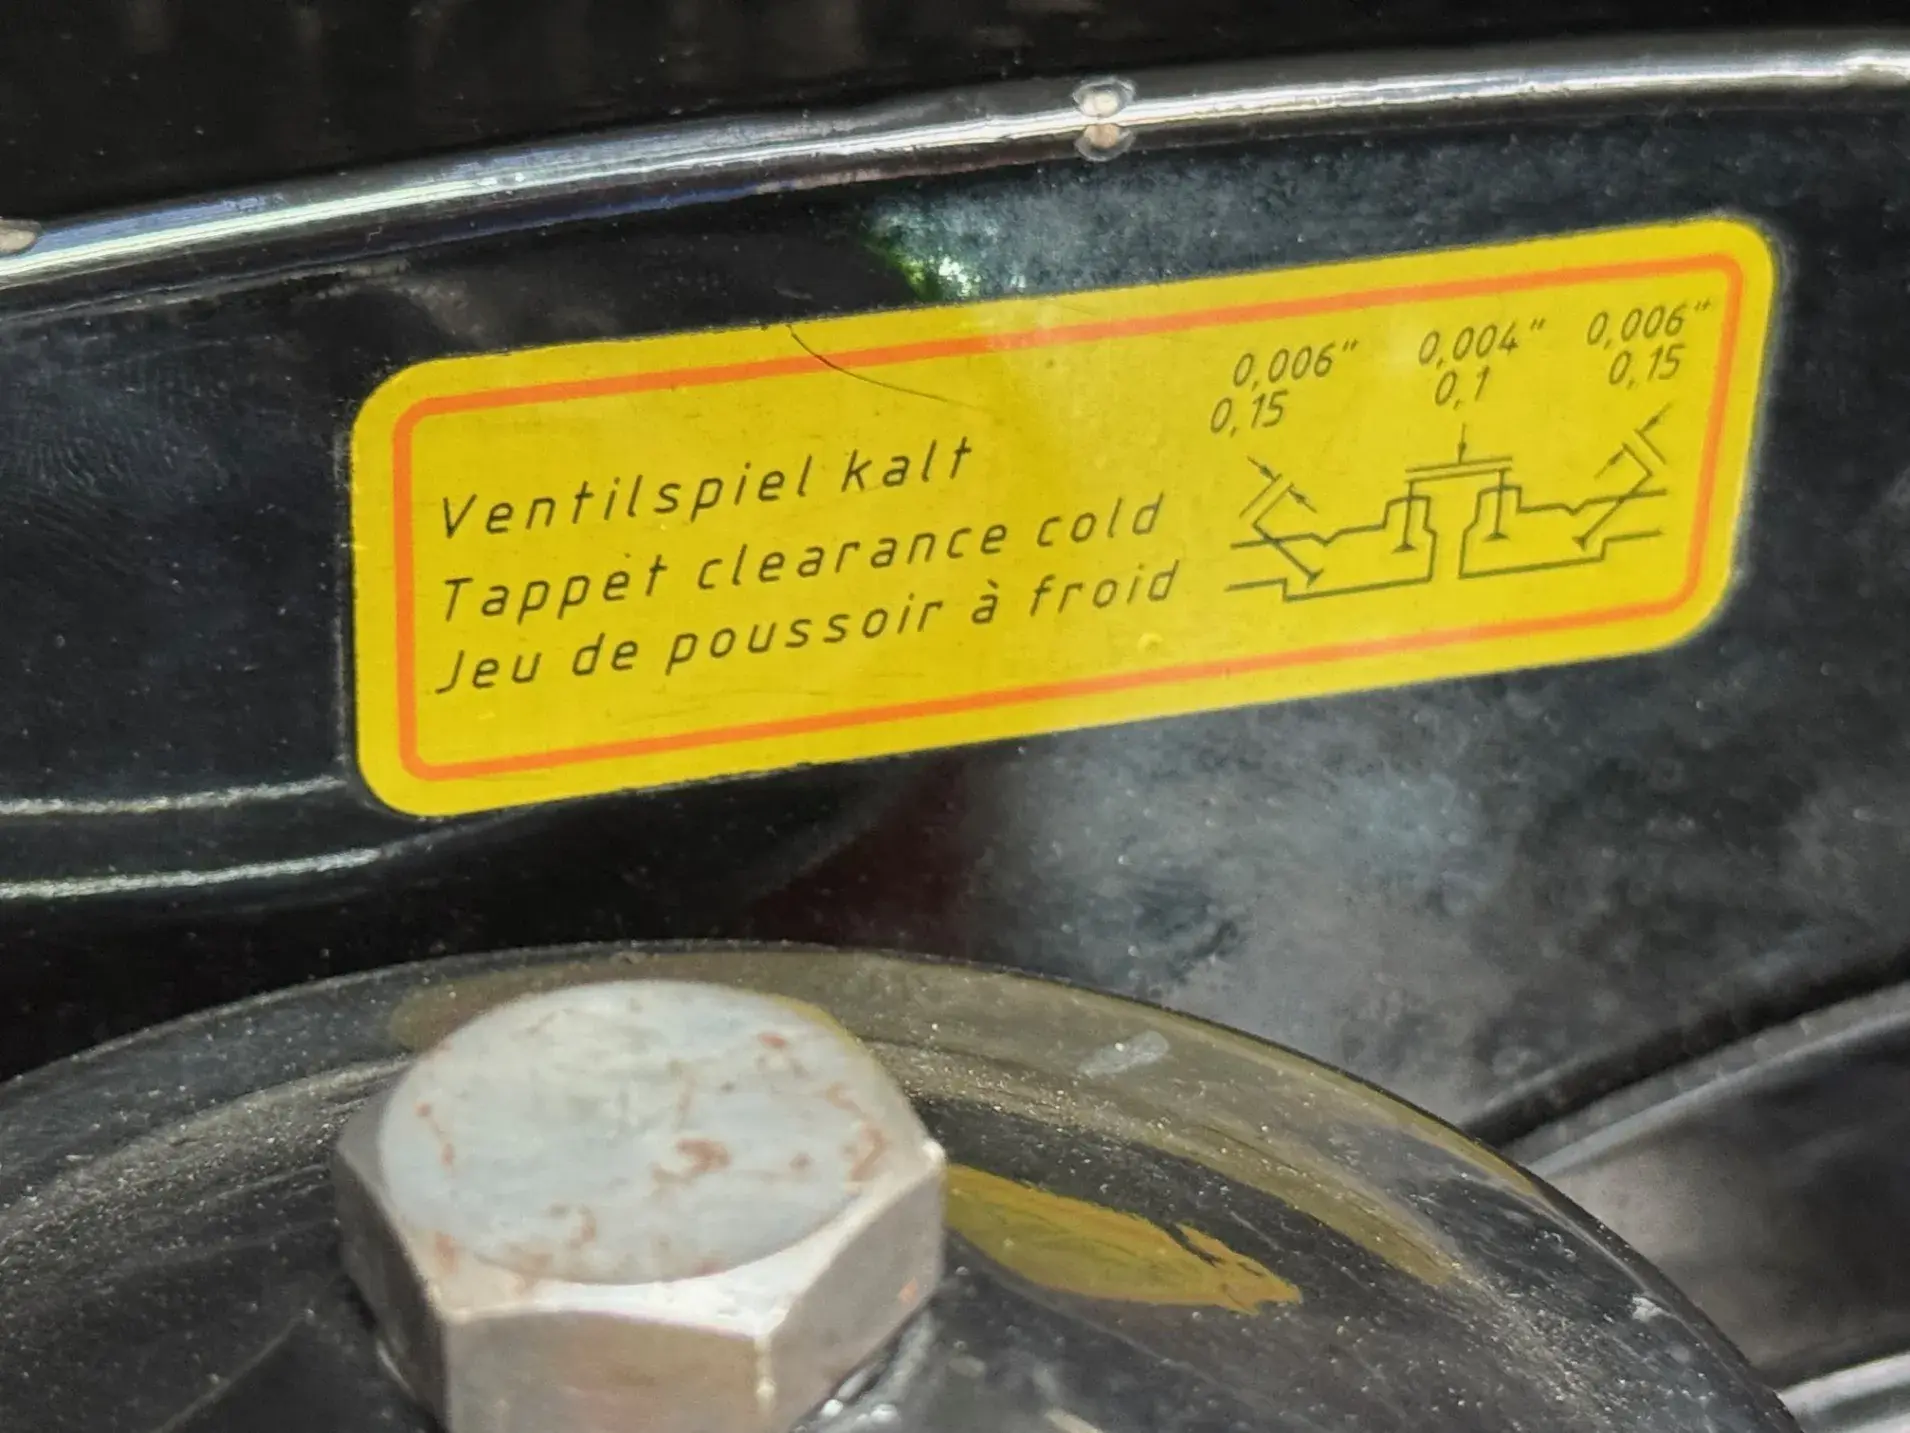 Ventilspiel kalt
Tappet clearance cold
Jeu de poussoir à froid
0,006" 0,004" 0,006"
0,15 0,1 0,15